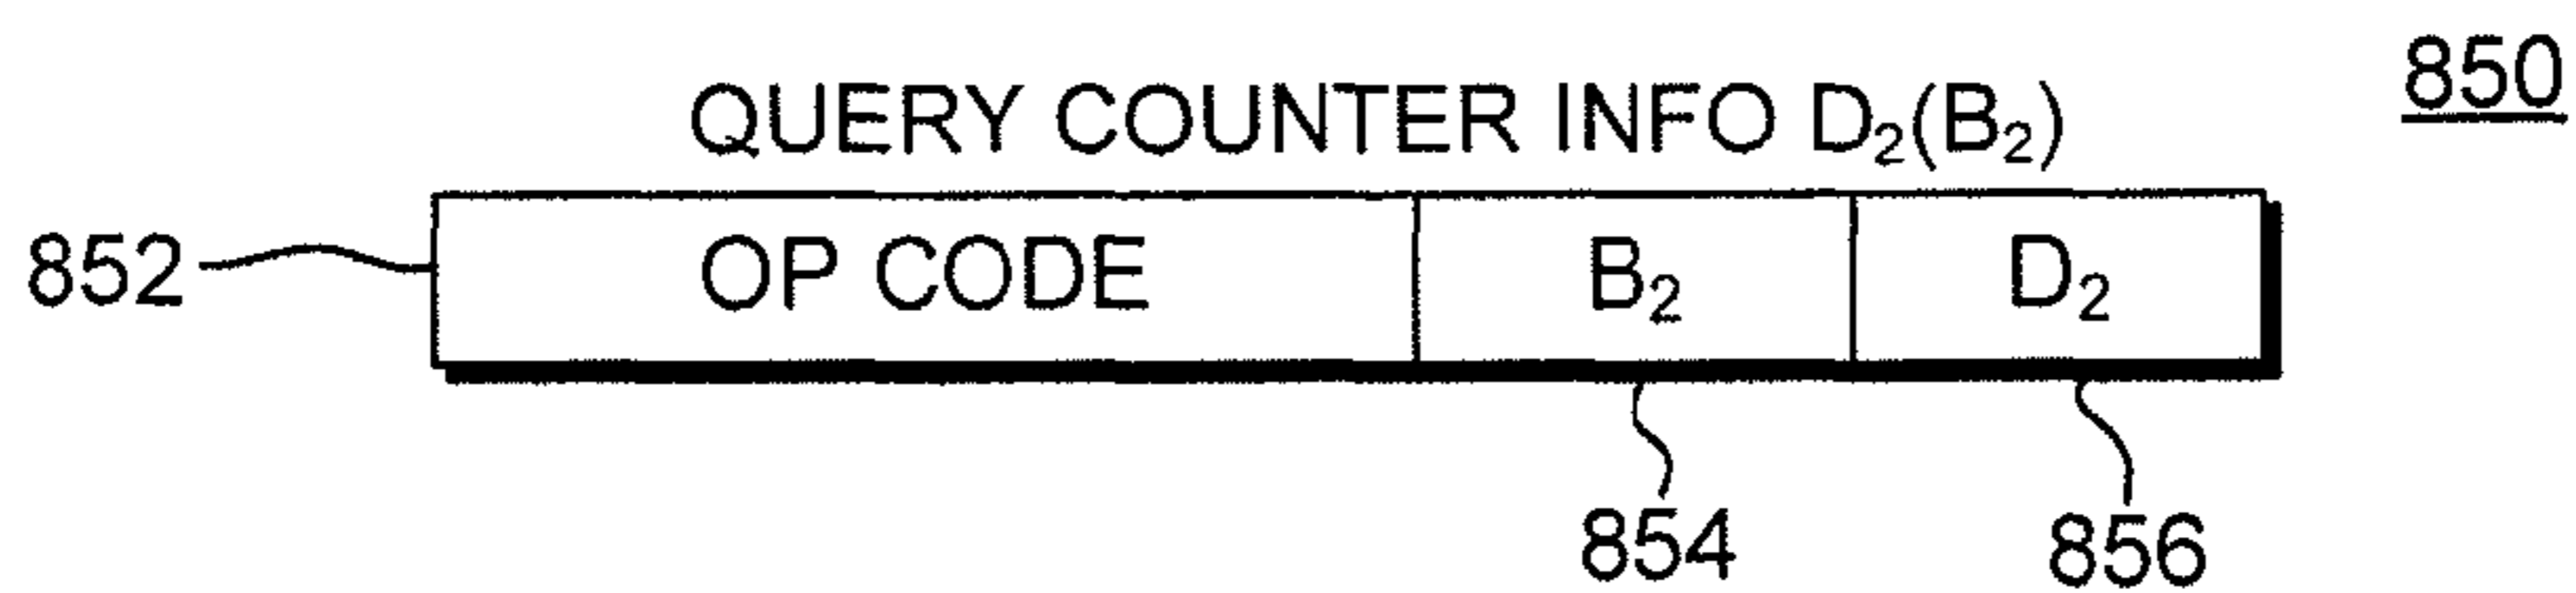 850
QUERY COUNTER INFO D₂(B₂)
852 OP CODE B₂ D₂
854 856